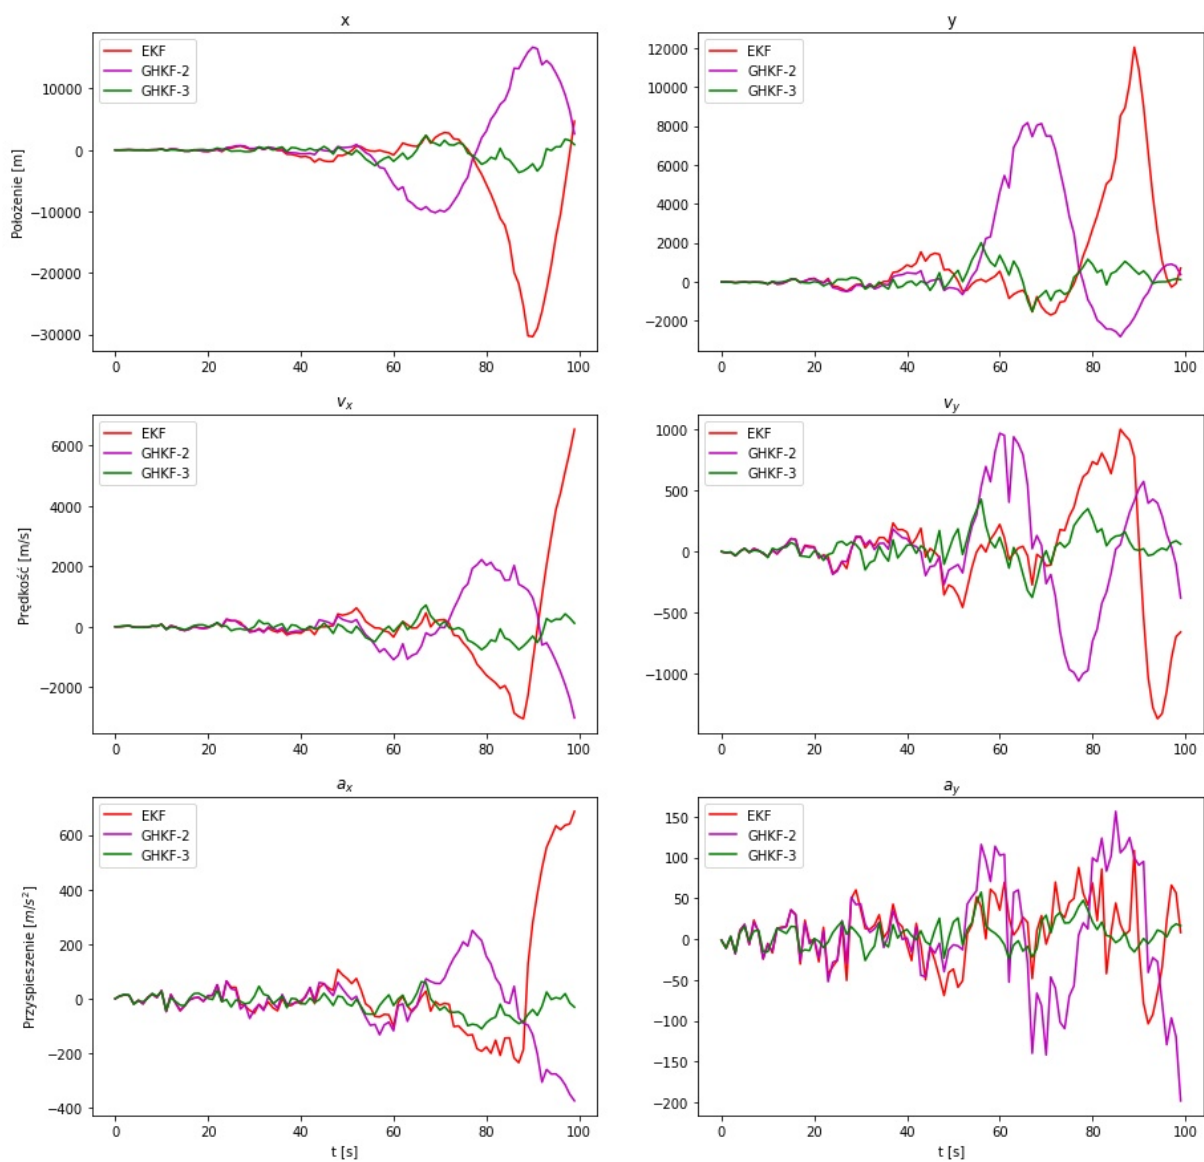 x
EKF
GHKF-2
GHKF-3
Położenie [m]
10000
0
−10000
−20000
−30000
0 20 40 60 80 100
y
EKF
GHKF-2
GHKF-3
12000
10000
8000
6000
4000
2000
0
−2000
0 20 40 60 80 100
v_x
EKF
GHKF-2
GHKF-3
Prędkość [m/s]
6000
4000
2000
0
−2000
0 20 40 60 80 100
v_y
EKF
GHKF-2
GHKF-3
1000
500
0
−500
−1000
0 20 40 60 80 100
a_x
EKF
GHKF-2
GHKF-3
Przyspieszenie [m/s²]
600
400
200
0
−200
−400
0 20 40 60 80 100
t [s]
a_y
EKF
GHKF-2
GHKF-3
150
100
50
0
−50
−100
−150
−200
0 20 40 60 80 100
t [s]